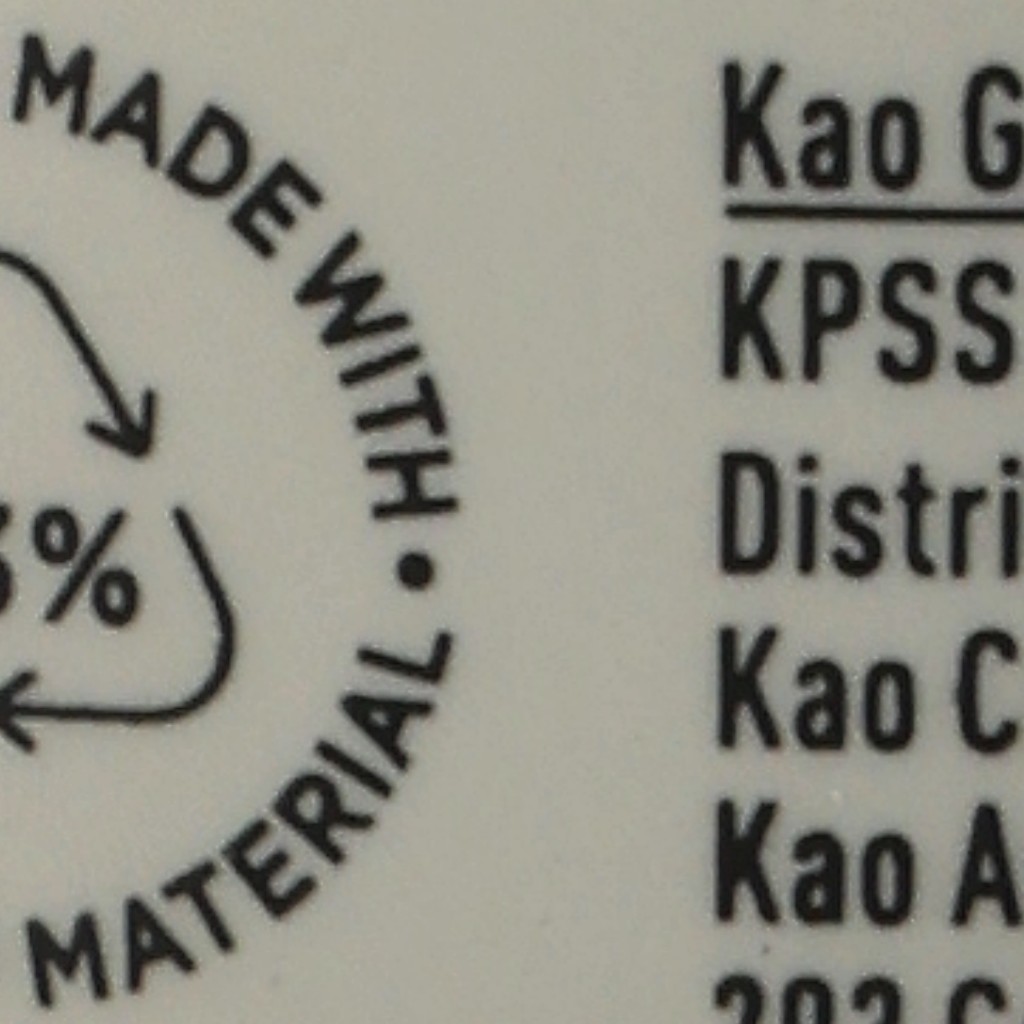 MADE WITH •
%
MATERIAL
Kao G
KPSS
Distri
Kao C
Kao A